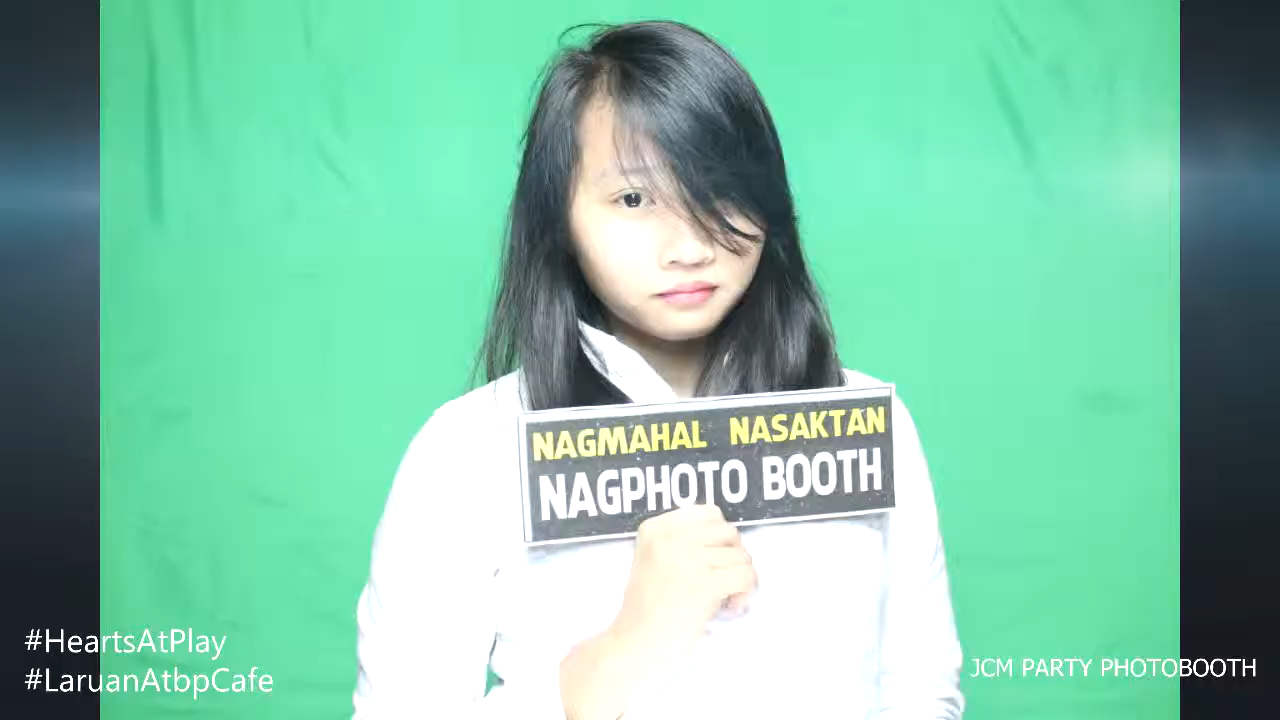 NAGMAHAL NASAKTAN
NAGPHOTO BOOTH
#HeartsAtPlay
#LaruanAtbpCafe
JCM PARTY PHOTOBOOTH